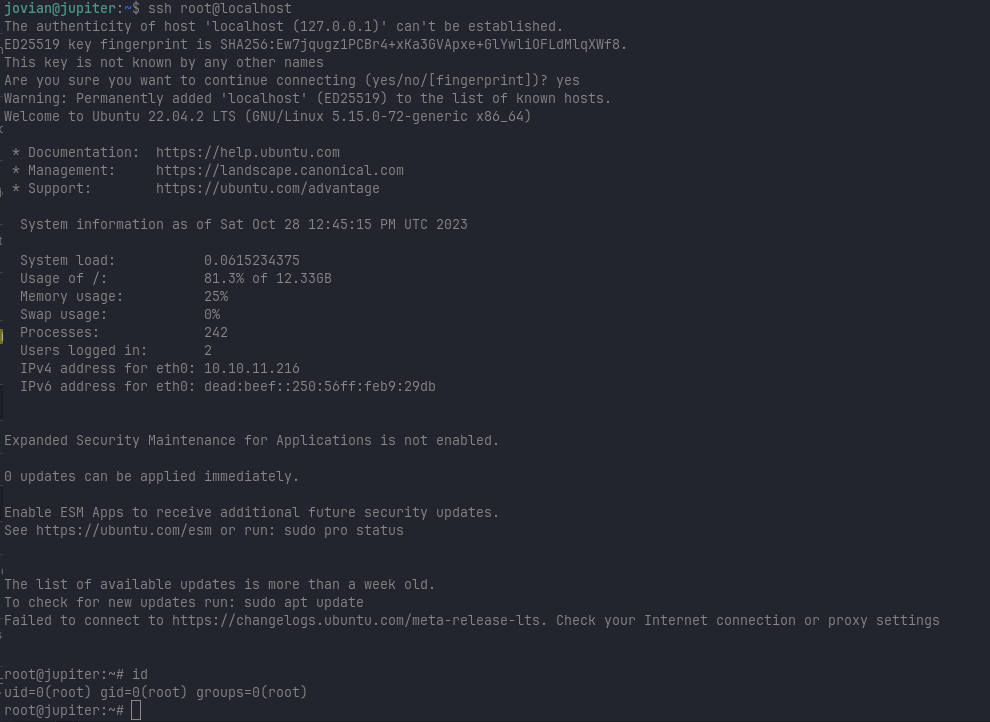 jovian@jupiter:~$ ssh root@localhost
The authenticity of host 'localhost (127.0.0.1)' can't be established.
ED25519 key fingerprint is SHA256:Ew7jqugz1PCBr4+xKa3GVApxe+GlYwliOFLdMlqXWf8.
This key is not known by any other names
Are you sure you want to continue connecting (yes/no/[fingerprint])? yes
Warning: Permanently added 'localhost' (ED25519) to the list of known hosts.
Welcome to Ubuntu 22.04.2 LTS (GNU/Linux 5.15.0-72-generic x86_64)

 * Documentation:  https://help.ubuntu.com
 * Management:     https://landscape.canonical.com
 * Support:        https://ubuntu.com/advantage

  System information as of Sat Oct 28 12:45:15 PM UTC 2023

  System load:           0.0615234375
  Usage of /:            81.3% of 12.33GB
  Memory usage:          25%
  Swap usage:            0%
  Processes:             242
  Users logged in:       2
  IPv4 address for eth0: 10.10.11.216
  IPv6 address for eth0: dead:beef::250:56ff:feb9:29db


Expanded Security Maintenance for Applications is not enabled.

0 updates can be applied immediately.

Enable ESM Apps to receive additional future security updates.
See https://ubuntu.com/esm or run: sudo pro status


The list of available updates is more than a week old.
To check for new updates run: sudo apt update
Failed to connect to https://changelogs.ubuntu.com/meta-release-lts. Check your Internet connection or proxy settings


root@jupiter:~# id
uid=0(root) gid=0(root) groups=0(root)
root@jupiter:~#